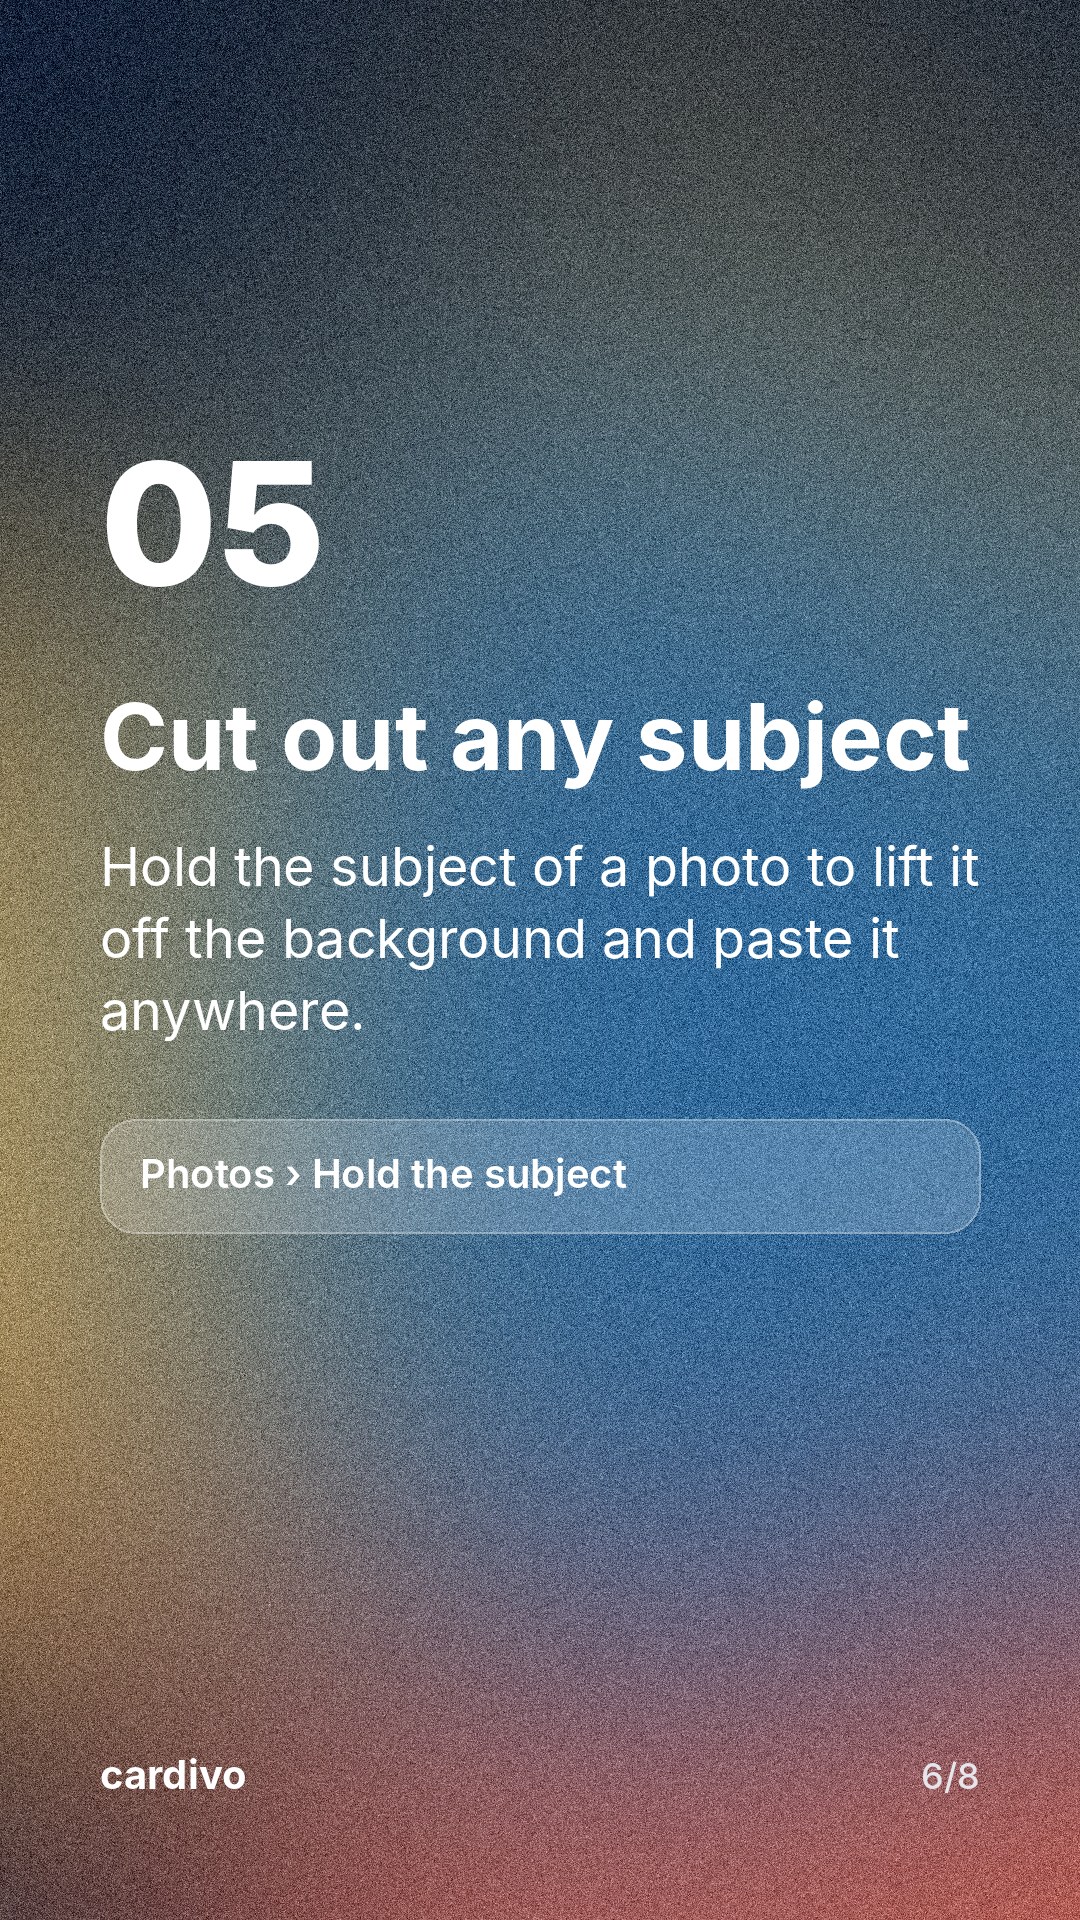 05
Cut out any subject
Hold the subject of a photo to lift it
off the background and paste it
anywhere.
Photos › Hold the subject
cardivo
6/8